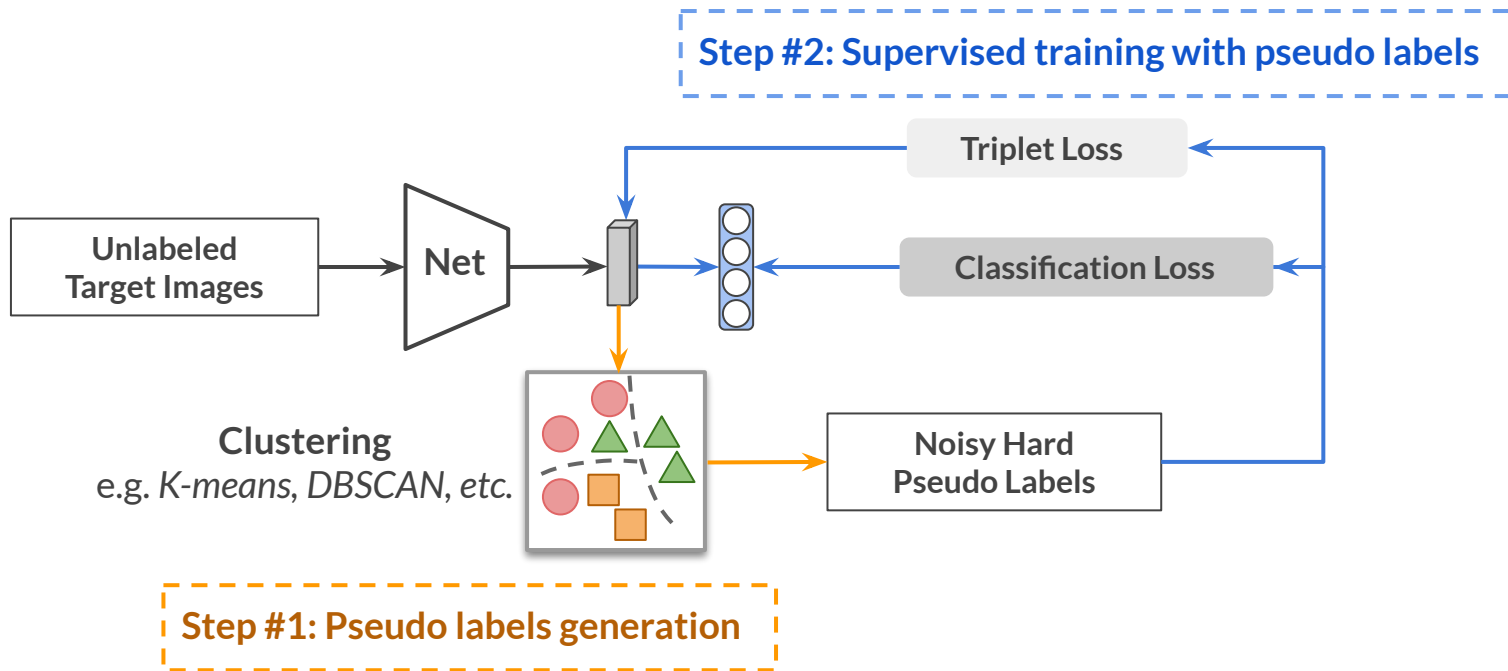 Step #2: Supervised training with pseudo labels
Triplet Loss
Unlabeled
Target Images
Net
Classification Loss
Clustering
e.g. K-means, DBSCAN, etc.
Noisy Hard
Pseudo Labels
Step #1: Pseudo labels generation